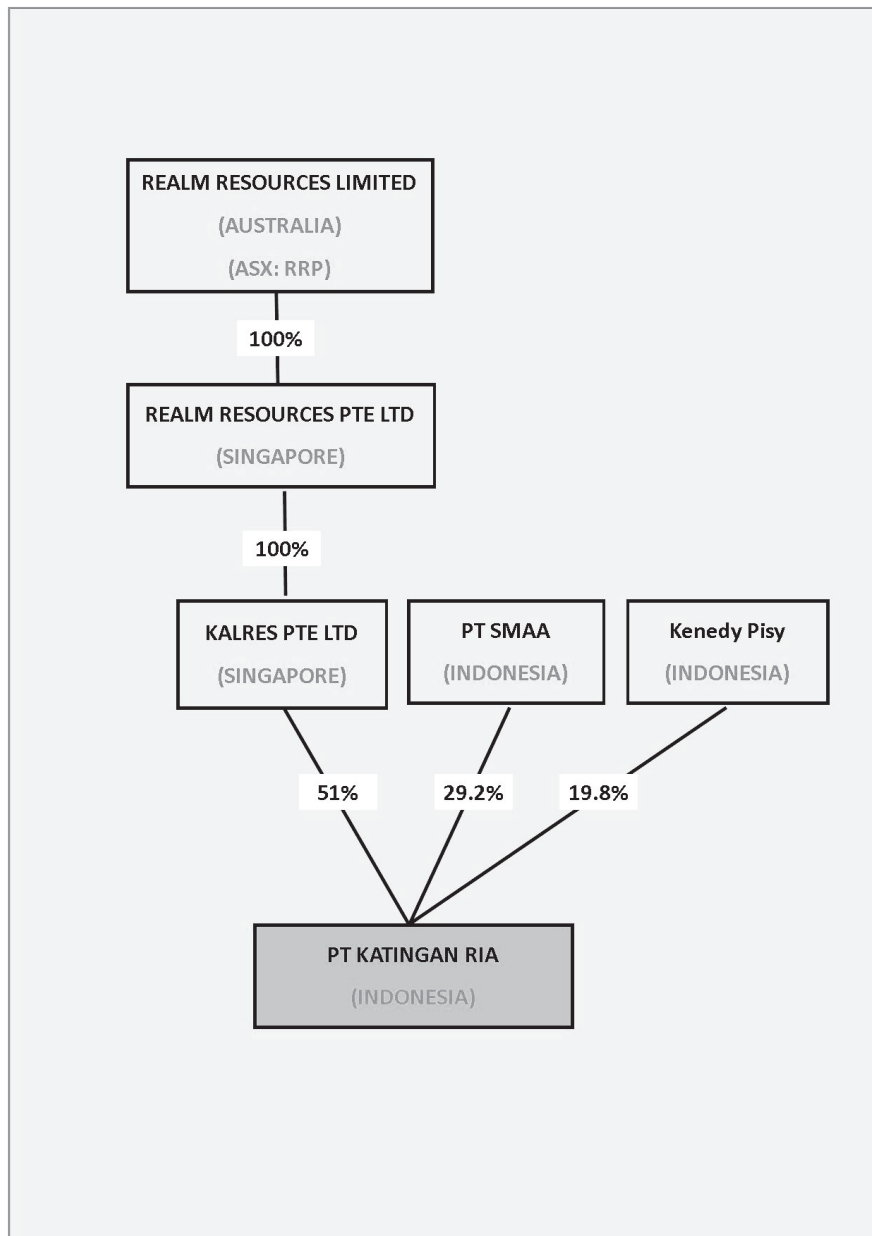 REALM RESOURCES LIMITED
(AUSTRALIA)
(ASX: RRP)
100%
REALM RESOURCES PTE LTD
(SINGAPORE)
100%
KALRES PTE LTD
(SINGAPORE)
PT SMAA
(INDONESIA)
Kenedy Pisy
(INDONESIA)
51%
29.2%
19.8%
PT KATINGAN RIA
(INDONESIA)